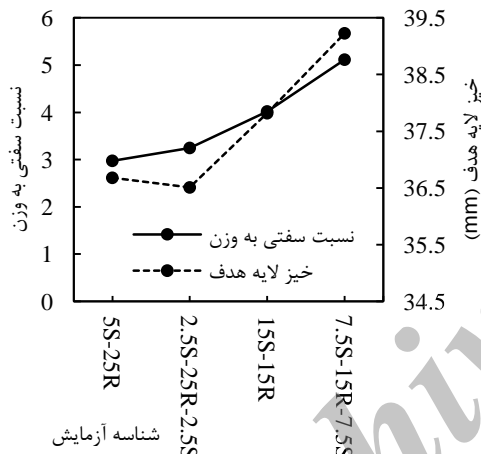 نسبت سفتی به وزن
6
5
4
3
2
1
0
39.5
38.5
37.5
36.5
35.5
34.5
خیز لایه هدف (mm)
نسبت سفتی به وزن
خیز لایه هدف
5S-25R
2.5S-25R-2.5S
15S-15R
7.5S-15R-7.5S
شناسه آزمایش